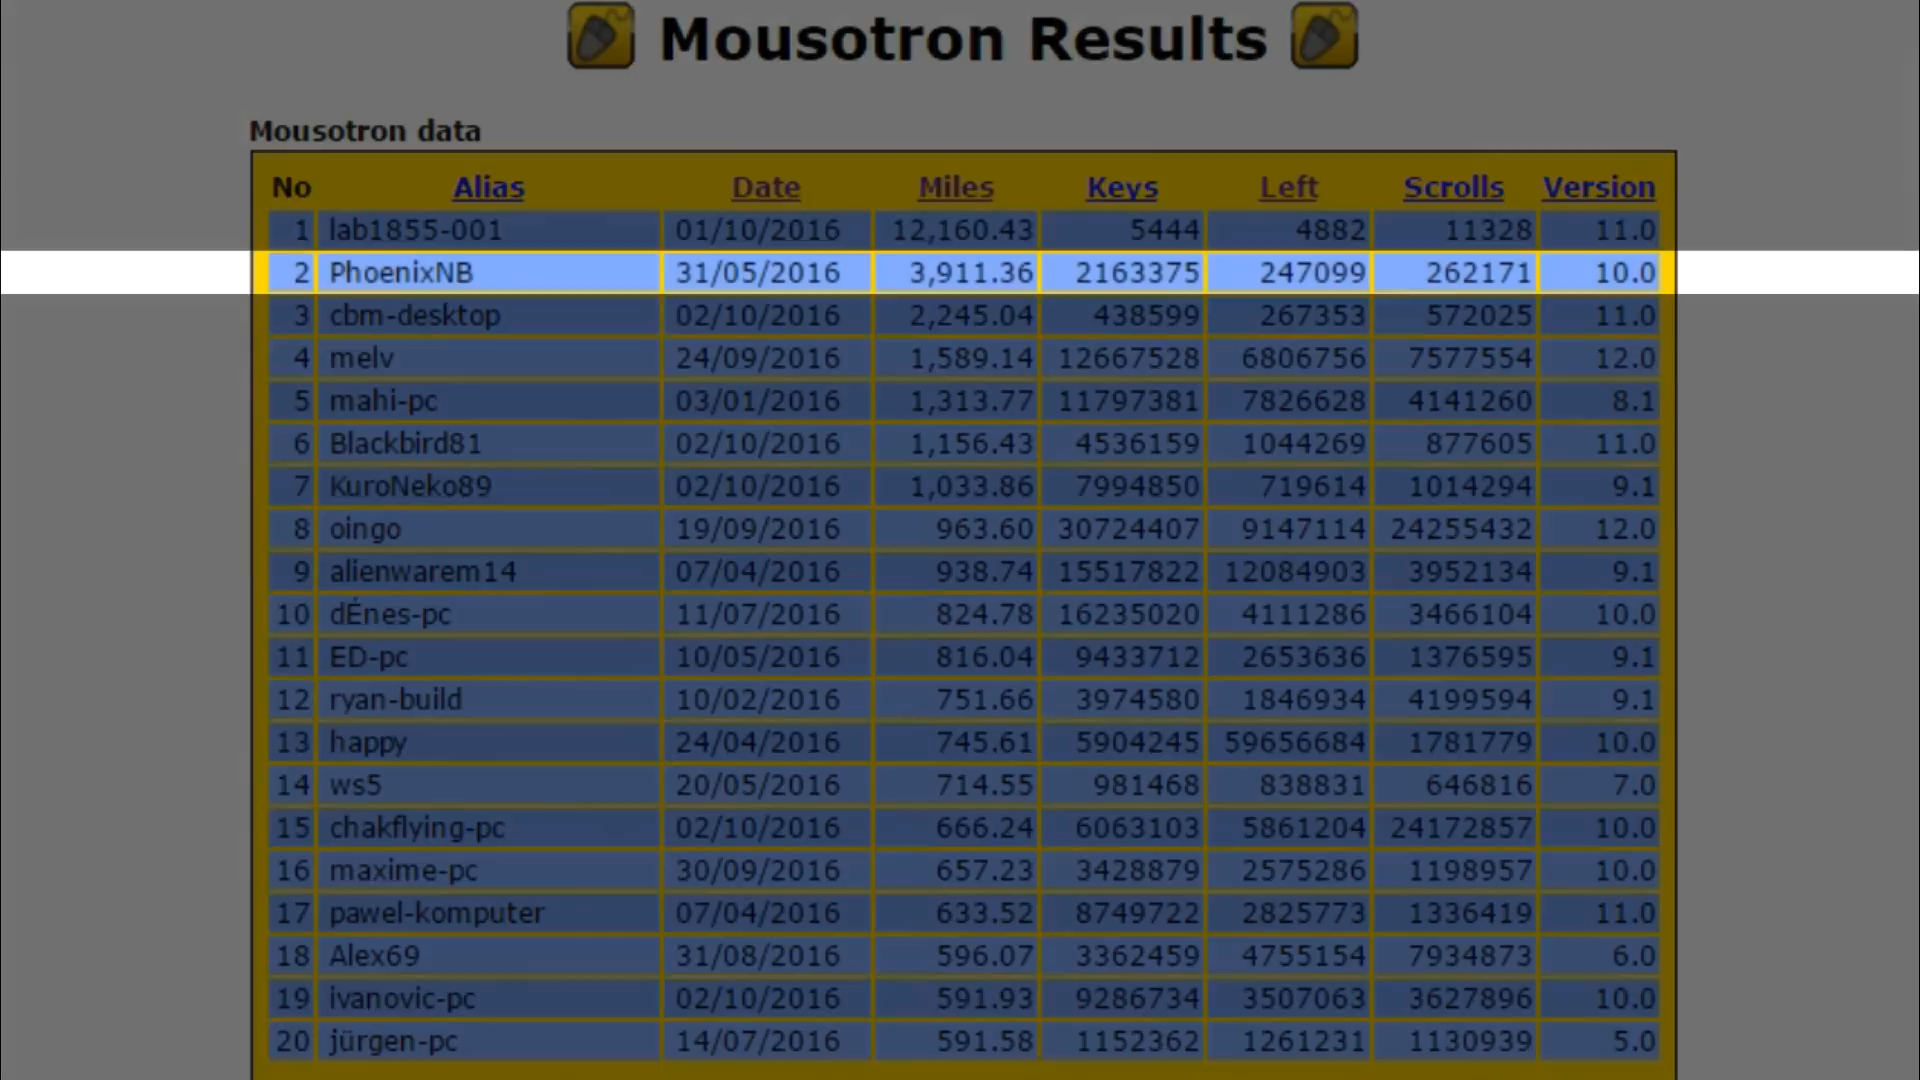 Mousotron Results
Mousotron data
No Alias Date Miles Keys Left Scrolls Version
1 lab1855-001 01/10/2016 12,160.43 5444 4882 11328 11.0
2 PhoenixNB 31/05/2016 3,911.36 2163375 247099 262171 10.0
3 cbm-desktop 02/10/2016 2,245.04 438599 267353 572025 11.0
4 melv 24/09/2016 1,589.14 12667528 6806756 7577554 12.0
5 mahi-pc 03/01/2016 1,313.77 11797381 7826628 4141260 8.1
6 Blackbird81 02/10/2016 1,156.43 4536159 1044269 877605 11.0
7 KuroNeko89 02/10/2016 1,033.86 7994850 719614 1014294 9.1
8 oingo 19/09/2016 963.60 30724407 9147114 24255432 12.0
9 alienwarem14 07/04/2016 938.74 15517822 12084903 3952134 9.1
10 dÉnes-pc 11/07/2016 824.78 16235020 4111286 3466104 10.0
11 ED-pc 10/05/2016 816.04 9433712 2653636 1376595 9.1
12 ryan-build 10/02/2016 751.66 3974580 1846934 4199594 9.1
13 happy 24/04/2016 745.61 5904245 59656684 1781779 10.0
14 ws5 20/05/2016 714.55 981468 838831 646816 7.0
15 chakflying-pc 02/10/2016 666.24 6063103 5861204 24172857 10.0
16 maxime-pc 30/09/2016 657.23 3428879 2575286 1198957 10.0
17 pawel-komputer 07/04/2016 633.52 8749722 2825773 1336419 11.0
18 Alex69 31/08/2016 596.07 3362459 4755154 7934873 6.0
19 ivanovic-pc 02/10/2016 591.93 9286734 3507063 3627896 10.0
20 jürgen-pc 14/07/2016 591.58 1152362 1261231 1130939 5.0